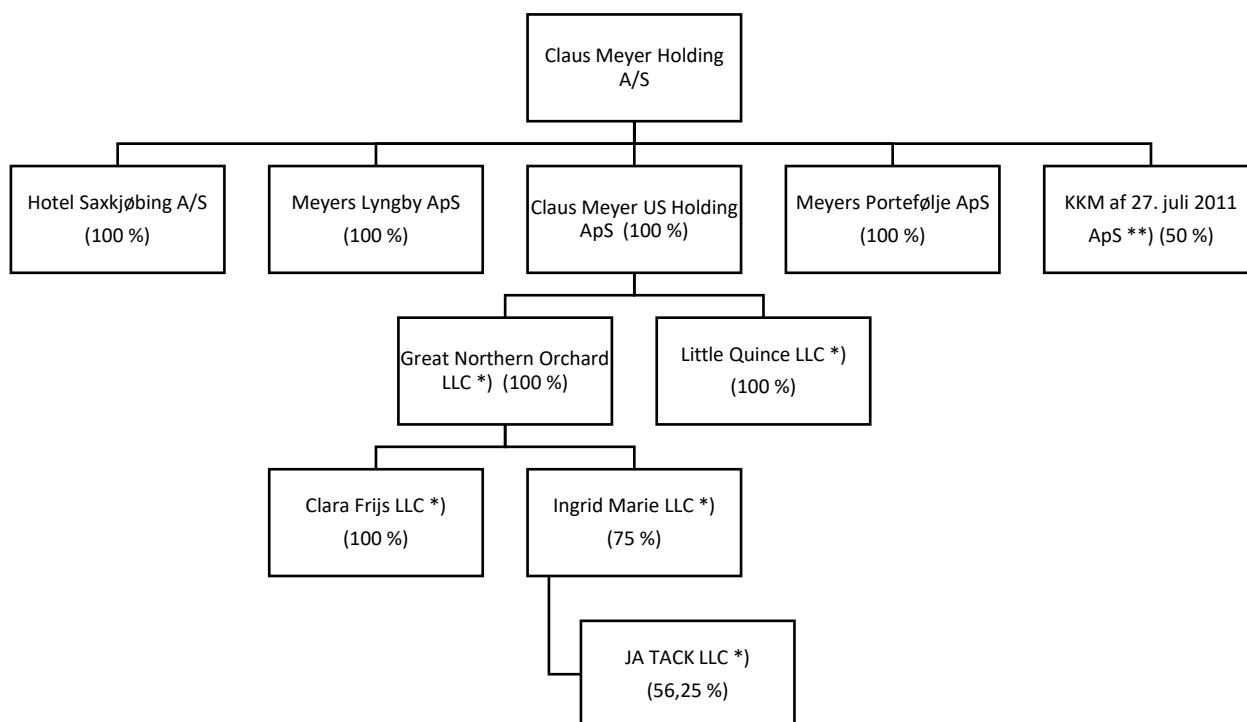 Claus Meyer Holding
A/S
Hotel Saxkjøbing A/S
(100 %)
Meyers Lyngby ApS
(100 %)
Claus Meyer US Holding
ApS (100 %)
Meyers Portefølje ApS
(100 %)
KKM af 27. juli 2011
ApS **) (50 %)
Great Northern Orchard
LLC *) (100 %)
Little Quince LLC *)
(100 %)
Clara Frijs LLC *)
(100 %)
Ingrid Marie LLC *)
(75 %)
JA TACK LLC *)
(56,25 %)